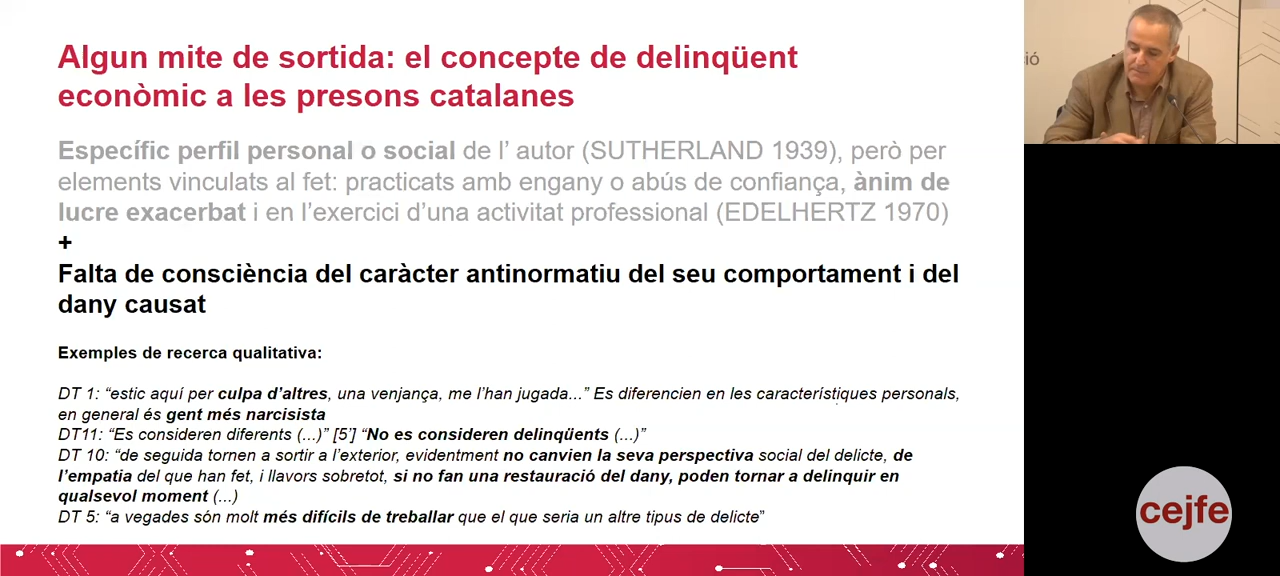 Algun mite de sortida: el concepte de delinqüent
econòmic a les presons catalanes
Específic perfil personal o social de l’ autor (SUTHERLAND 1939), però per
elements vinculats al fet: practicats amb engany o abús de confiança, ànim de
lucre exacerbat i en l’exercici d’una activitat professional (EDELHERTZ 1970)
+
Falta de consciència del caràcter antinormatiu del seu comportament i del
dany causat
Exemples de recerca qualitativa:
DT 1: “estic aquí per culpa d’altres, una venjança, me l’han jugada...” Es diferencien en les característiques personals,
en general és gent més narcisista
DT11: “Es consideren diferents (...)” [5’] “No es consideren delinqüents (...)”
DT 10: “de seguida tornen a sortir a l’exterior, evidentment no canvien la seva perspectiva social del delicte, de
l’empatia del que han fet, i llavors sobretot, si no fan una restauració del dany, poden tornar a delinquir en
qualsevol moment (...)
DT 5: “a vegades són molt més difícils de treballar que el que seria un altre tipus de delicte”
sió
cejfe